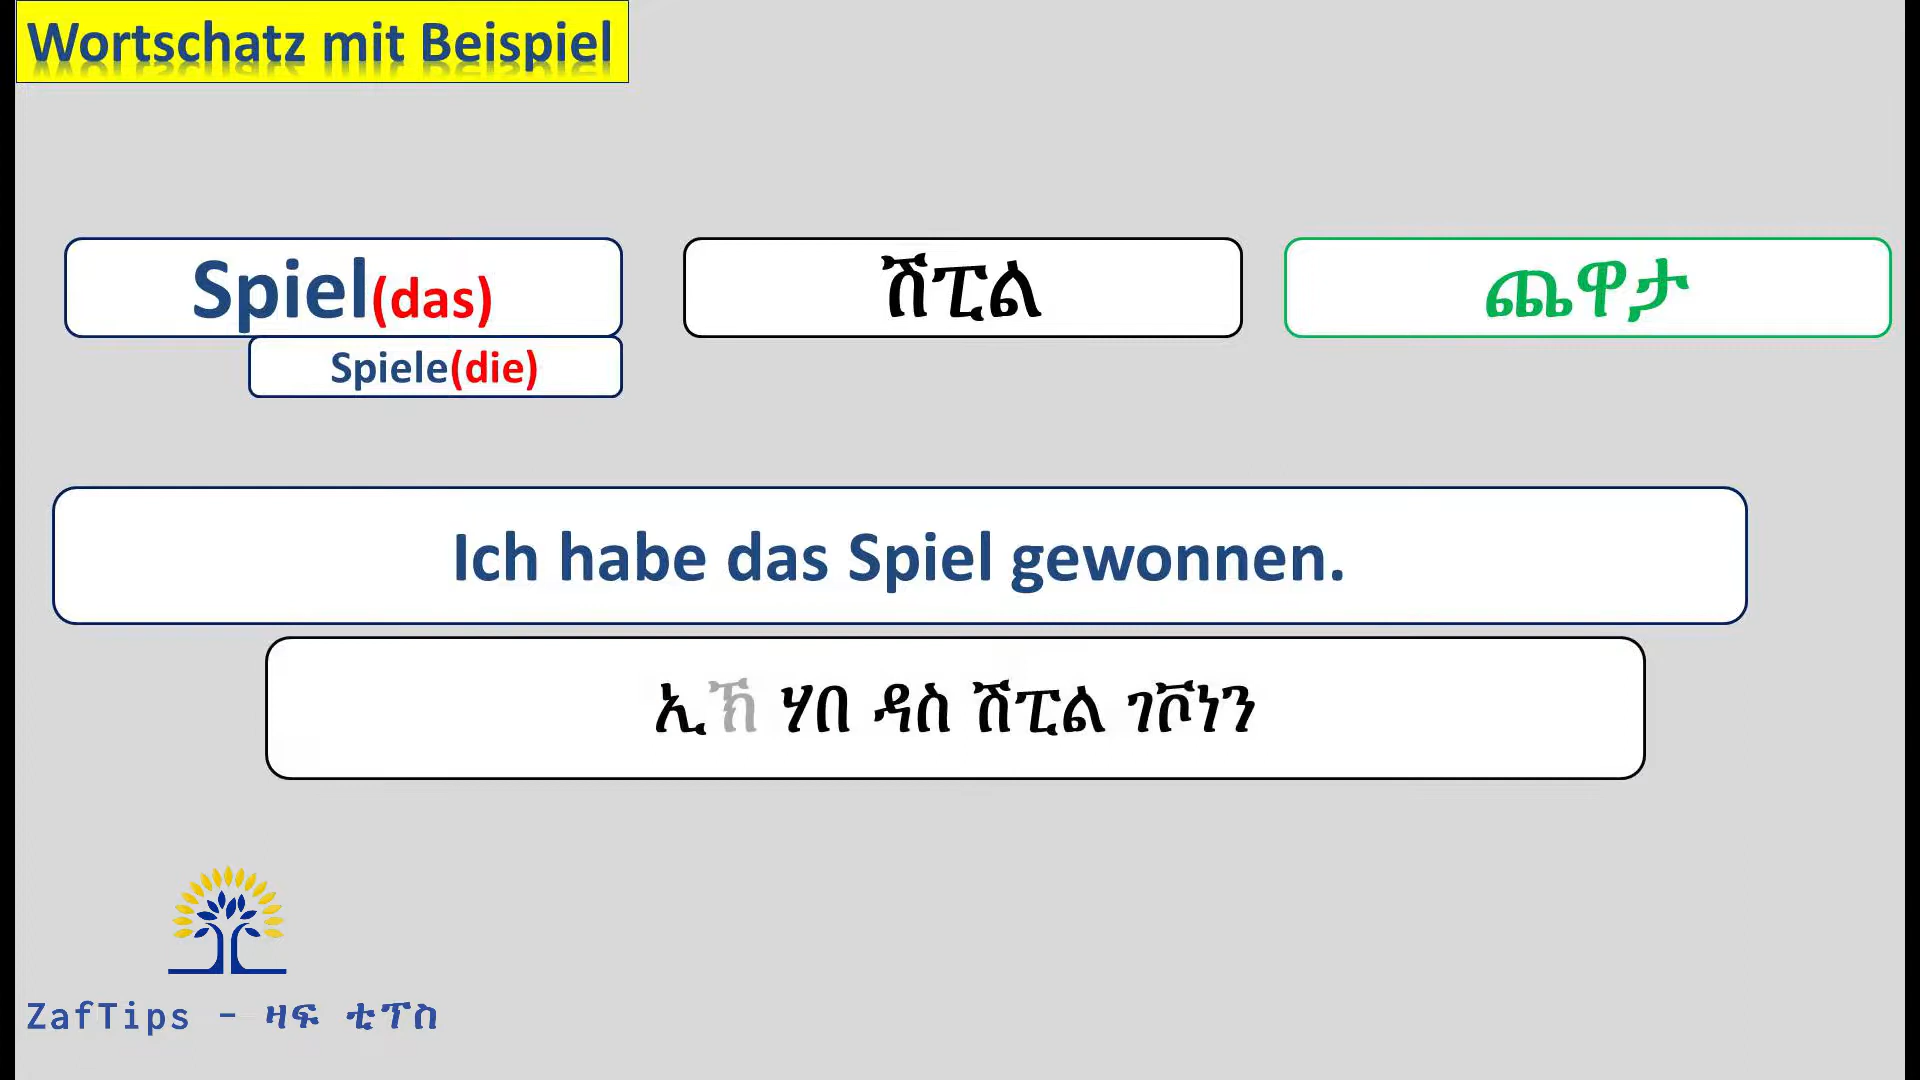 Wortschatz mit Beispiel
Spiel(das)
ሽፒል
ጨዋታ
Spiele(die)
Ich habe das Spiel gewonnen.
ኢኽ ሃበ ዳስ ሽፒል ገቮነን
ZafTips - ዛፍ ቲፕስ